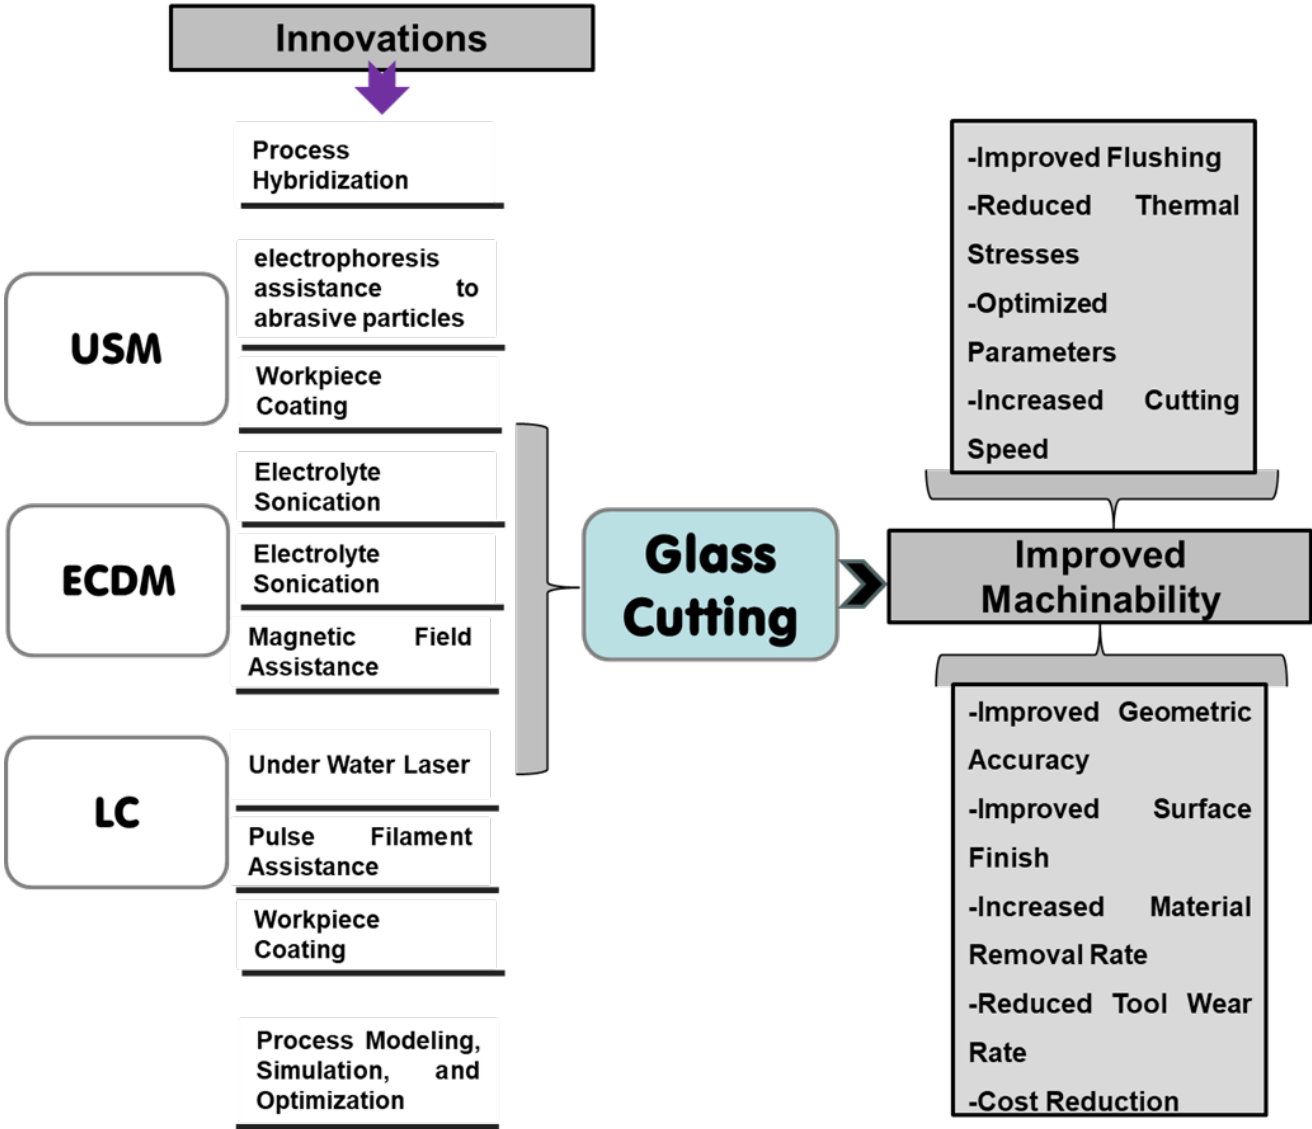 Innovations
Process
Hybridization
electrophoresis
assistance to
abrasive particles
USM
Workpiece
Coating
Electrolyte
Sonication
Electrolyte
Sonication
ECDM
Magnetic Field
Assistance
Under Water Laser
LC
Pulse Filament
Assistance
Workpiece
Coating
Process Modeling,
Simulation, and
Optimization
Glass
Cutting
-Improved Flushing
-Reduced Thermal
Stresses
-Optimized
Parameters
-Increased Cutting
Speed
Improved
Machinability
-Improved Geometric
Accuracy
-Improved Surface
Finish
-Increased Material
Removal Rate
-Reduced Tool Wear
Rate
-Cost Reduction